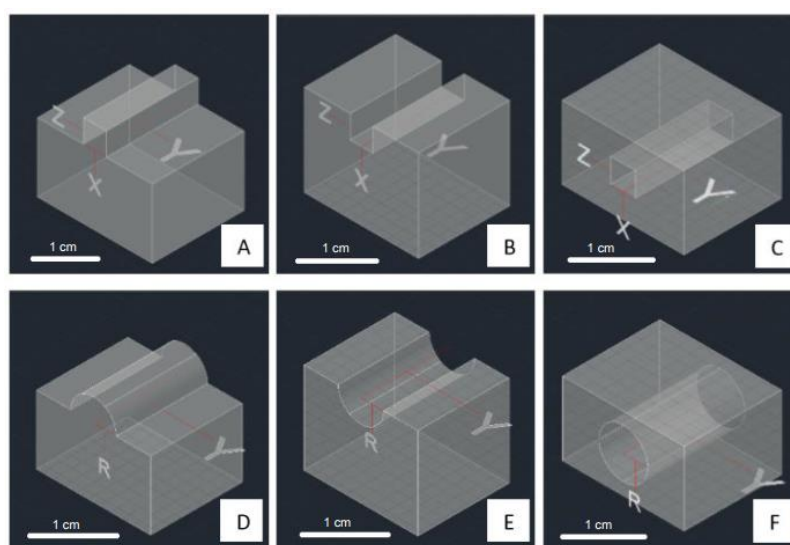 Z Y
X
1 cm A
Z Y
X
1 cm B
Z Y
X
1 cm C
R Y
1 cm D
R Y
1 cm E
R Y
1 cm F